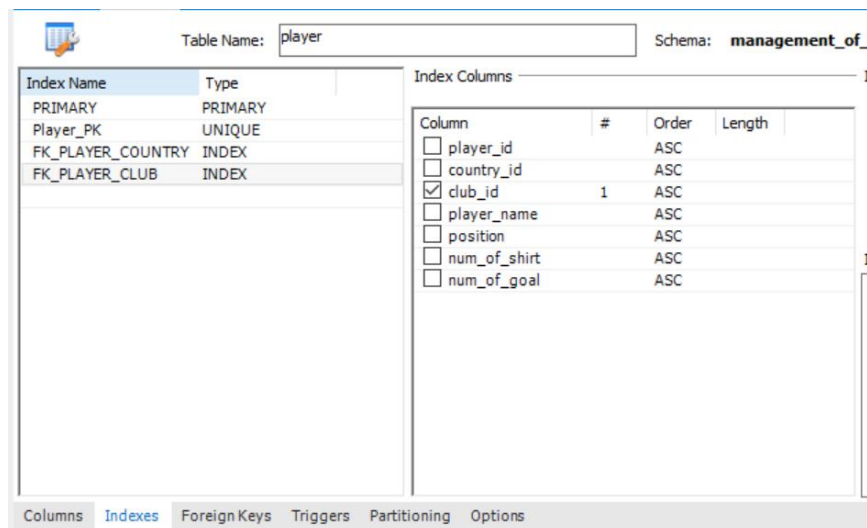 Table Name: player Schema: management_of_
Index Name Type
PRIMARY PRIMARY
Player_PK UNIQUE
FK_PLAYER_COUNTRY INDEX
FK_PLAYER_CLUB INDEX
Index Columns
Column # Order Length
player_id ASC
country_id ASC
club_id 1 ASC
player_name ASC
position ASC
num_of_shirt ASC
num_of_goal ASC
Columns Indexes Foreign Keys Triggers Partitioning Options